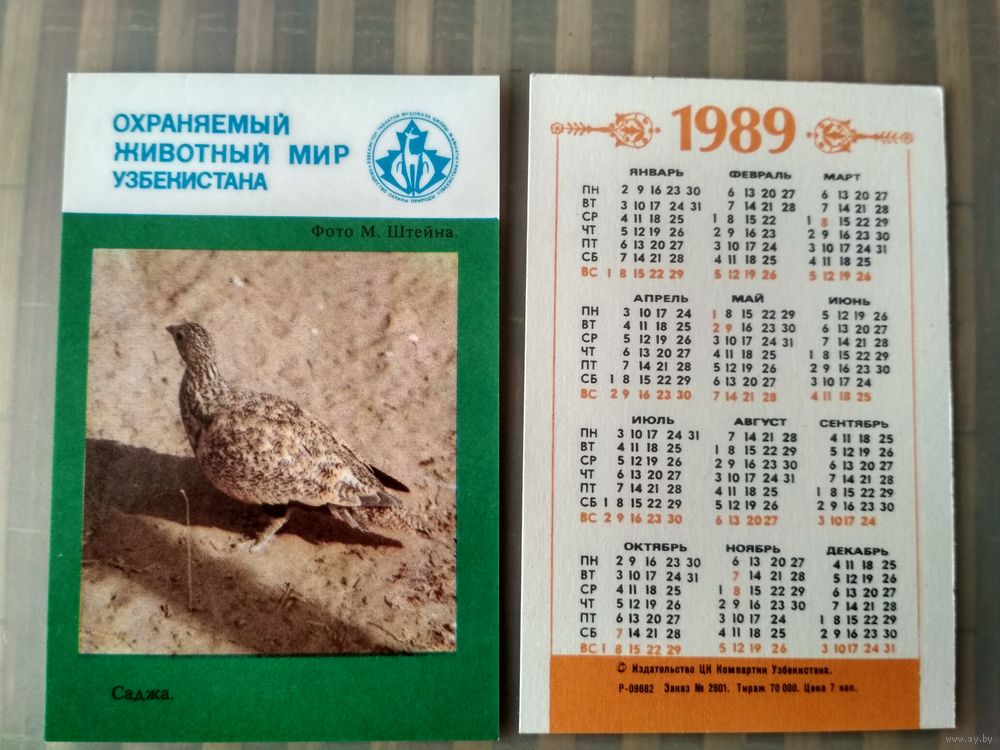 ОХРАНЯЕМЫЙ
ЖИВОТНЫЙ МИР
УЗБЕКИСТАНА
Фото М. Штейна.
Саджа.
1989
ЯНВАРЬ ФЕВРАЛЬ МАРТ
ПН 2 9 16 23 30 6 13 20 27 6 13 20 27
ВТ 3 10 17 24 31 7 14 21 28 7 14 21 28
СР 4 11 18 25 1 8 15 22 1 8 15 22 29
ЧТ 5 12 19 26 2 9 16 23 2 9 16 23 30
ПТ 6 13 20 27 3 10 17 24 3 10 17 24 31
СБ 7 14 21 28 4 11 18 25 4 11 18 25
ВС 1 8 15 22 29 5 12 19 26 5 12 19 26
АПРЕЛЬ МАЙ ИЮНЬ
ПН 3 10 17 24 1 8 15 22 29 5 12 19 26
ВТ 4 11 18 25 2 9 16 23 30 6 13 20 27
СР 5 12 19 26 3 10 17 24 31 7 14 21 28
ЧТ 6 13 20 27 4 11 18 25 1 8 15 22 29
ПТ 7 14 21 28 5 12 19 26 2 9 16 23 30
СБ 1 8 15 22 29 6 13 20 27 3 10 17 24
ВС 2 9 16 23 30 7 14 21 28 4 11 18 25
ИЮЛЬ АВГУСТ СЕНТЯБРЬ
ПН 3 10 17 24 31 7 14 21 28 4 11 18 25
ВТ 4 11 18 25 1 8 15 22 29 5 12 19 26
СР 5 12 19 26 2 9 16 23 30 6 13 20 27
ЧТ 6 13 20 27 3 10 17 24 31 7 14 21 28
ПТ 7 14 21 28 4 11 18 25 1 8 15 22 29
СБ 1 8 15 22 29 5 12 19 26 2 9 16 23 30
ВС 2 9 16 23 30 6 13 20 27 3 10 17 24
ОКТЯБРЬ НОЯБРЬ ДЕКАБРЬ
ПН 2 9 16 23 30 6 13 20 27 4 11 18 25
ВТ 3 10 17 24 31 7 14 21 28 5 12 19 26
СР 4 11 18 25 1 8 15 22 29 6 13 20 27
ЧТ 5 12 19 26 2 9 16 23 30 7 14 21 28
ПТ 6 13 20 27 3 10 17 24 1 8 15 22 29
СБ 7 14 21 28 4 11 18 25 2 9 16 23 30
ВС 1 8 15 22 29 5 12 19 26 3 10 17 24 31
© Издательство ЦК Компартии Узбекистана.
Р-09682 Заказ № 2601. Тираж 70 000. Цена 7 коп.
www.ay.by